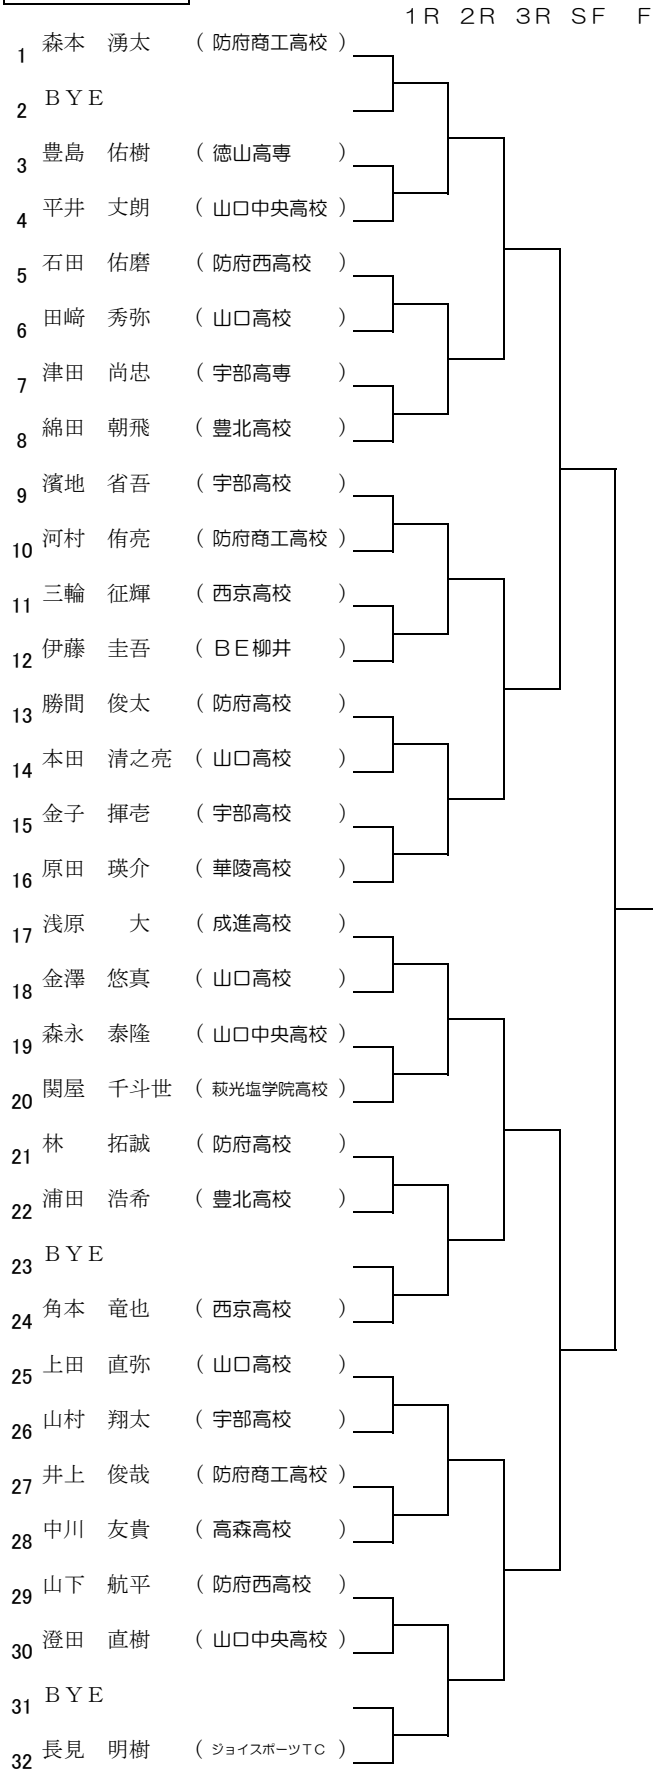 1R 2R 3R SF F
1 森本 湧太 ( 防府商工高校 )
2 BYE
3 豊島 佑樹 ( 徳山高専 )
4 平井 丈朗 ( 山口中央高校 )
5 石田 佑磨 ( 防府西高校 )
6 田﨑 秀弥 ( 山口高校 )
7 津田 尚忠 ( 宇部高専 )
8 綿田 朝飛 ( 豊北高校 )
9 濱地 省吾 ( 宇部高校 )
10 河村 侑亮 ( 防府商工高校 )
11 三輪 征輝 ( 西京高校 )
12 伊藤 圭吾 ( BE柳井 )
13 勝間 俊太 ( 防府高校 )
14 本田 清之亮 ( 山口高校 )
15 金子 揮壱 ( 宇部高校 )
16 原田 瑛介 ( 華陵高校 )
17 浅原 大 ( 成進高校 )
18 金澤 悠真 ( 山口高校 )
19 森永 泰隆 ( 山口中央高校 )
20 関屋 千斗世 ( 萩光塩学院高校 )
21 林 拓誠 ( 防府高校 )
22 浦田 浩希 ( 豊北高校 )
23 BYE
24 角本 竜也 ( 西京高校 )
25 上田 直弥 ( 山口高校 )
26 山村 翔太 ( 宇部高校 )
27 井上 俊哉 ( 防府商工高校 )
28 中川 友貴 ( 高森高校 )
29 山下 航平 ( 防府西高校 )
30 澄田 直樹 ( 山口中央高校 )
31 BYE
32 長見 明樹 ( ジョイスポーツTC )